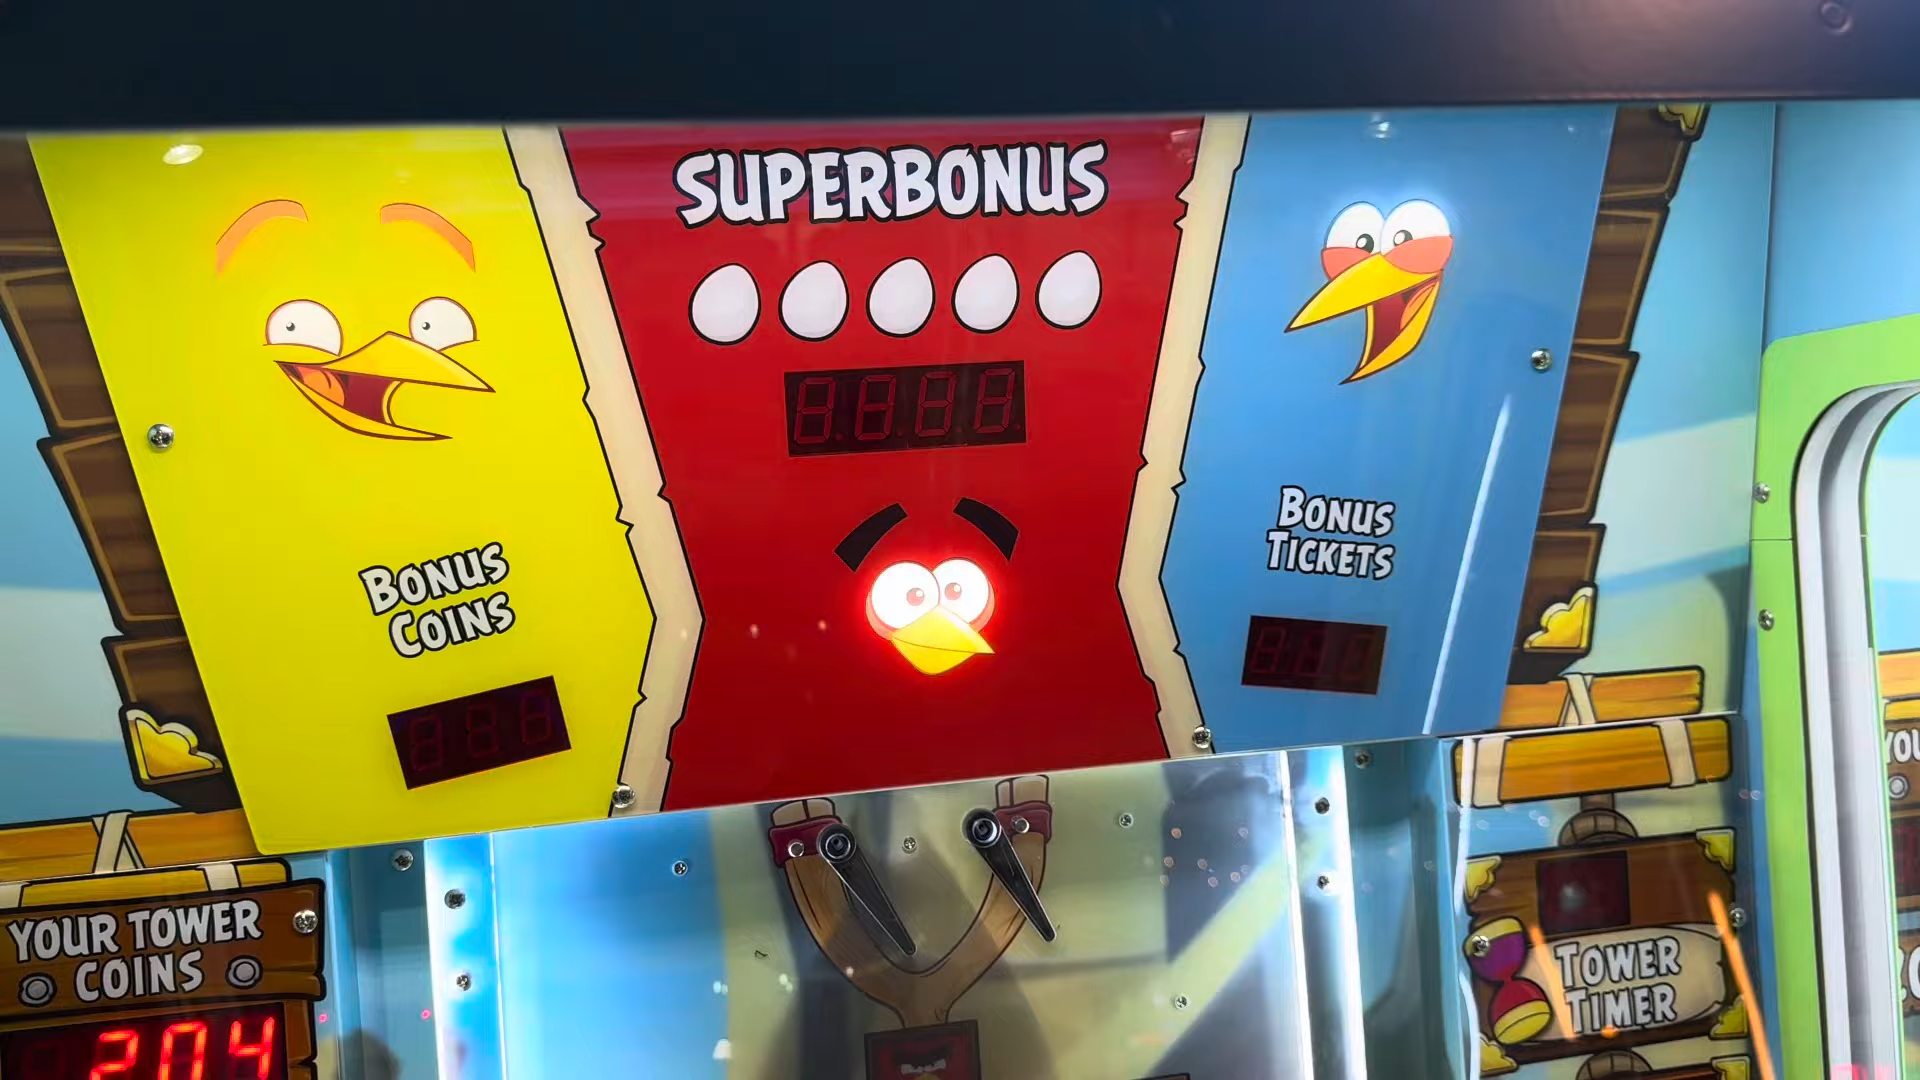 SUPERBONUS
BONUS
COINS
BONUS
TICKETS
YOUR TOWER
COINS
204
TOWER
TIMER